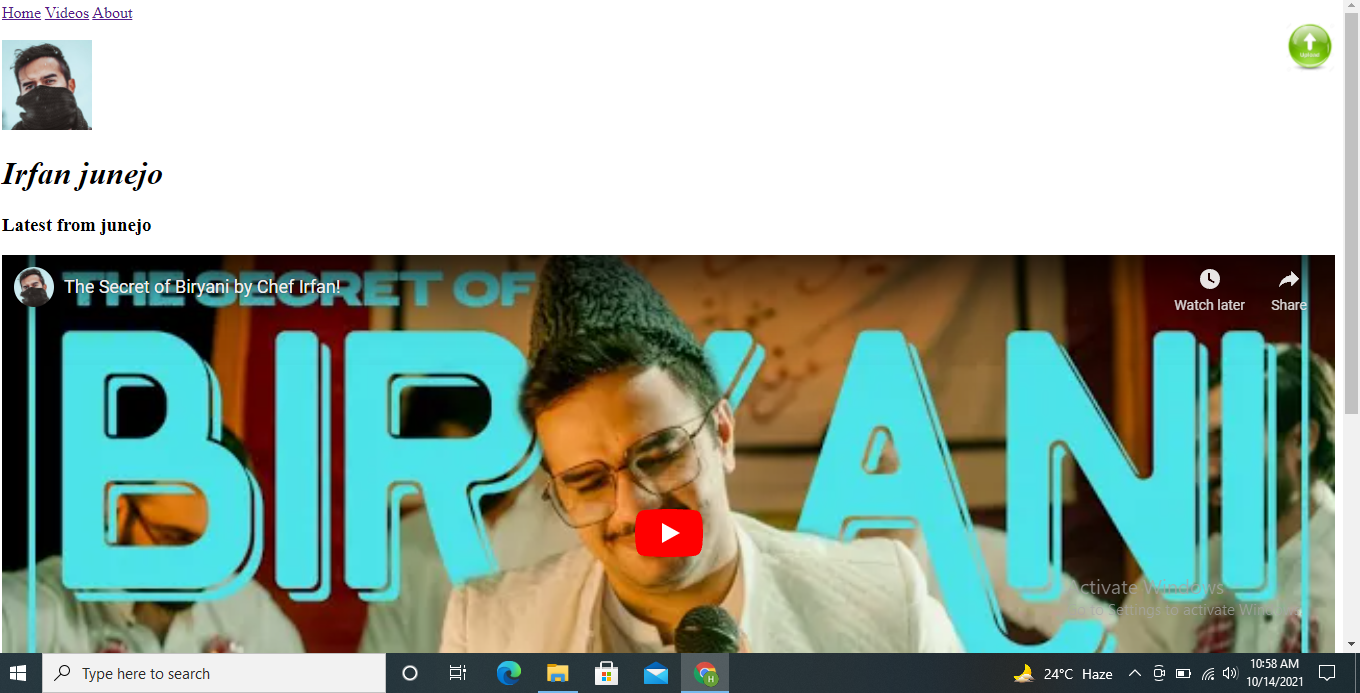 Home Videos About
Upload
Irfan junejo
Latest from junejo
THE SECRET OF
The Secret of Biryani by Chef Irfan!
Watch later
Share
BIRYANI
Activate Windows
Go to Settings to activate Windows
Type here to search
24°C Haze
10:58 AM
10/14/2021
H